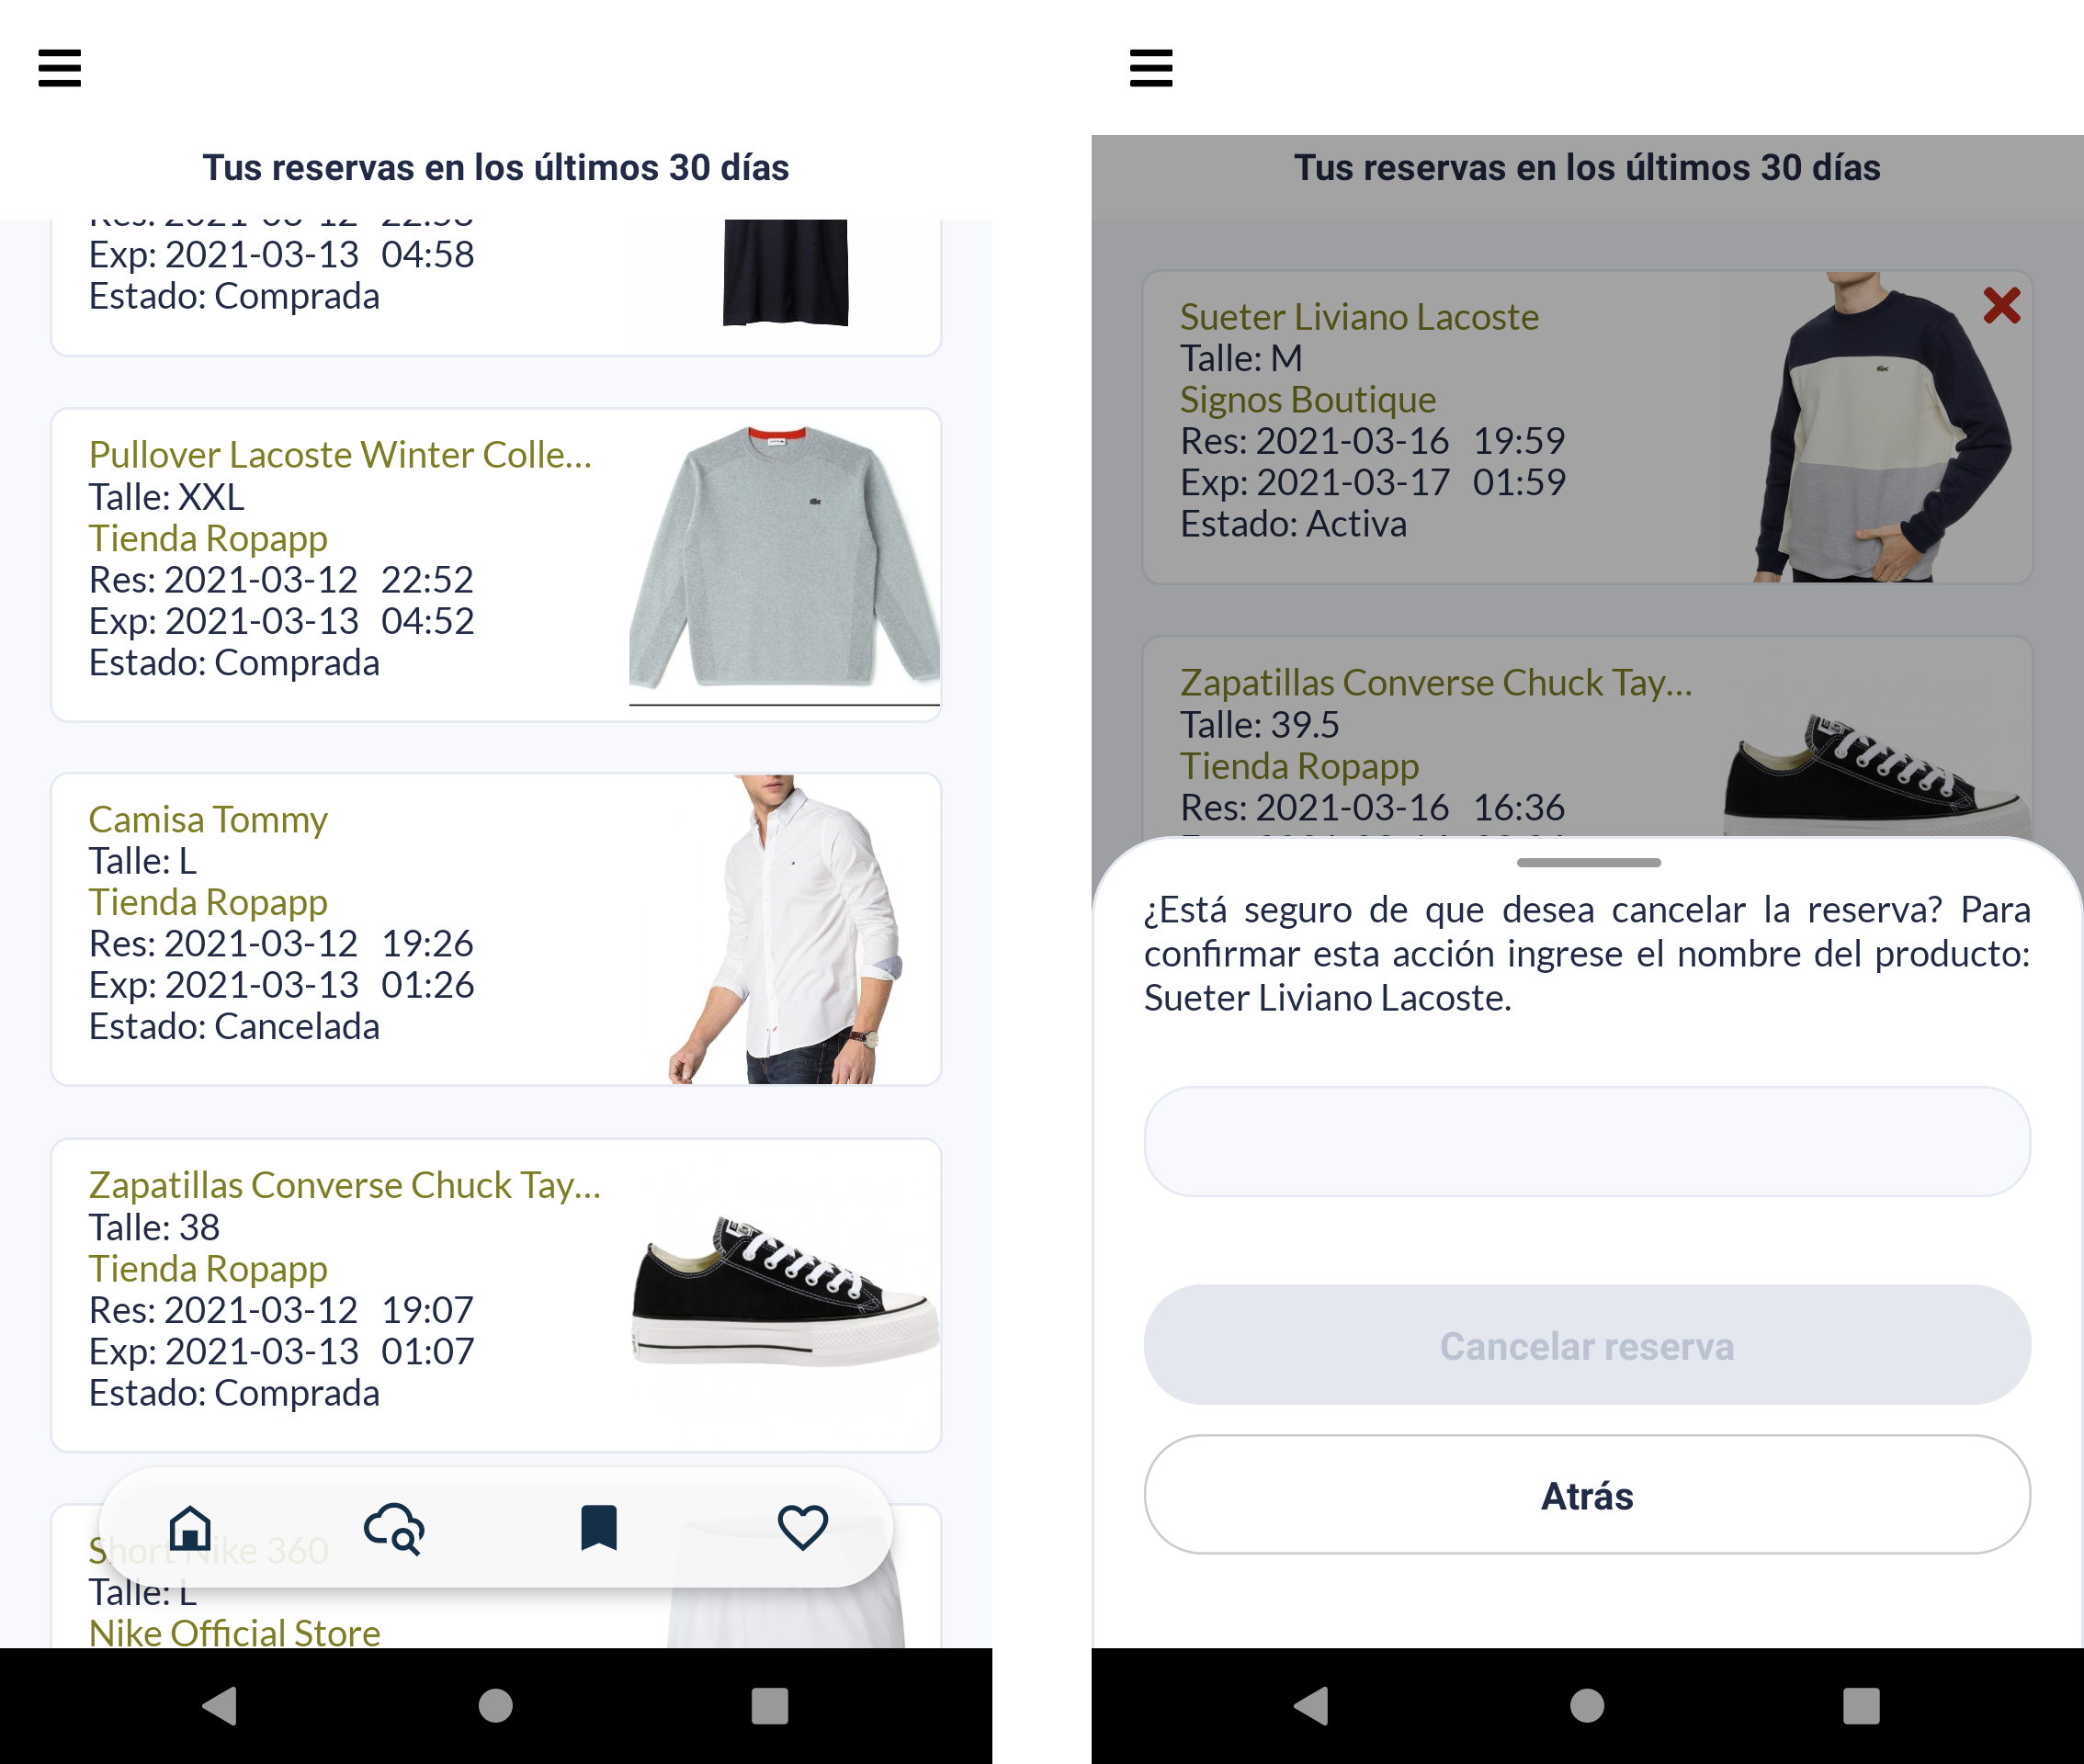 Tus reservas en los últimos 30 días
Exp: 2021-03-13 04:58
Estado: Comprada
Pullover Lacoste Winter Colle...
Talle: XXL
Tienda Ropapp
Res: 2021-03-12 22:52
Exp: 2021-03-13 04:52
Estado: Comprada
Camisa Tommy
Talle: L
Tienda Ropapp
Res: 2021-03-12 19:26
Exp: 2021-03-13 01:26
Estado: Cancelada
Zapatillas Converse Chuck Tay...
Talle: 38
Tienda Ropapp
Res: 2021-03-12 19:07
Exp: 2021-03-13 01:07
Estado: Comprada
Short Nike 360
Talle: L
Nike Official Store
Tus reservas en los últimos 30 días
Sueter Liviano Lacoste
Talle: M
Signos Boutique
Res: 2021-03-16 19:59
Exp: 2021-03-17 01:59
Estado: Activa
Zapatillas Converse Chuck Tay...
Talle: 39.5
Tienda Ropapp
Res: 2021-03-16 16:36
¿Está seguro de que desea cancelar la reserva? Para
confirmar esta acción ingrese el nombre del producto:
Sueter Liviano Lacoste.
Cancelar reserva
Atrás